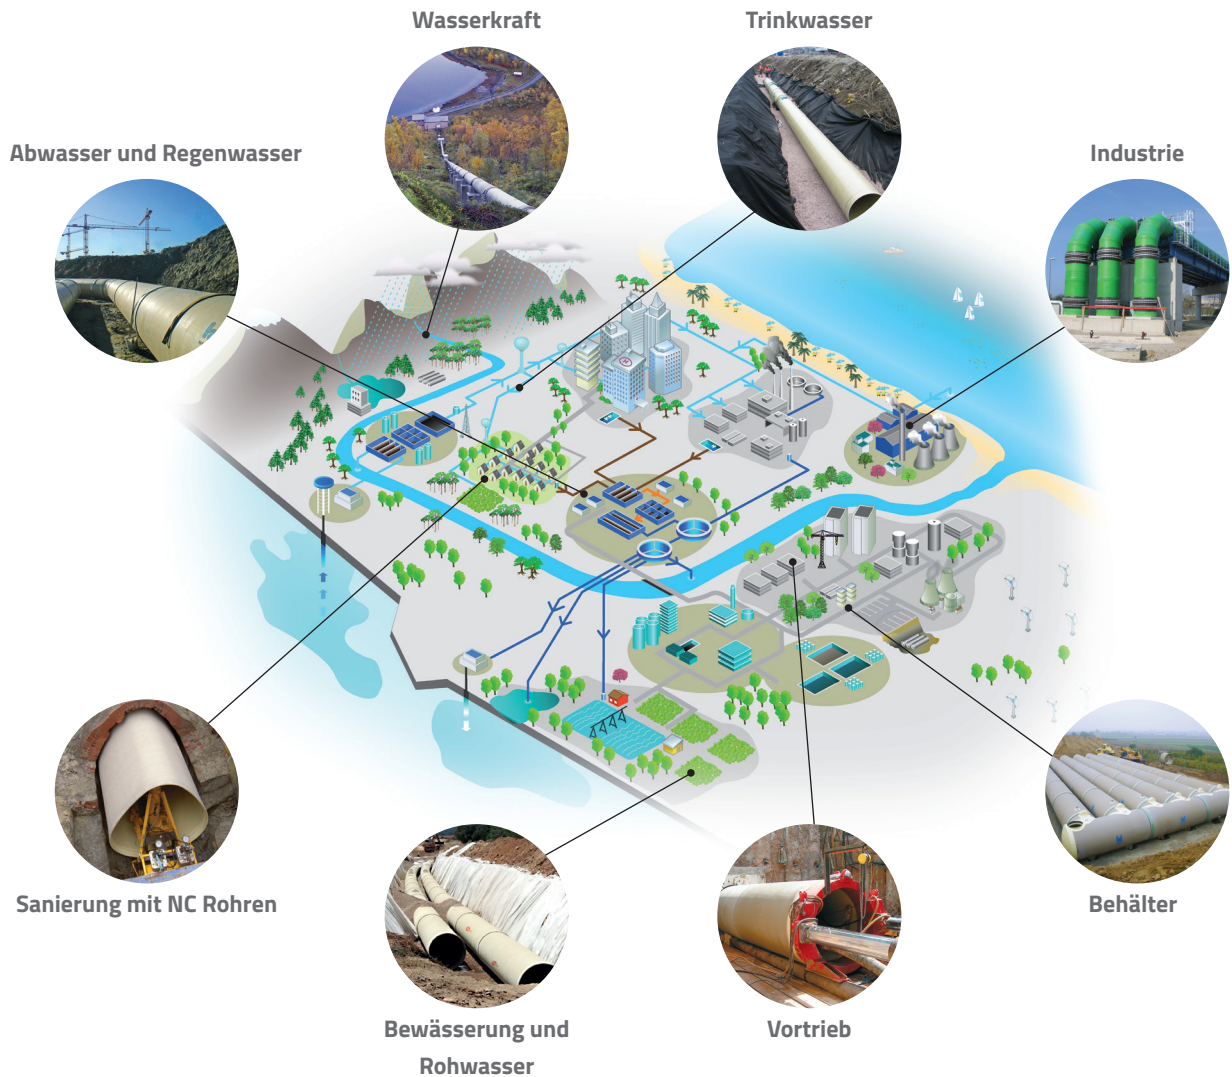 Wasserkraft
Trinkwasser
Abwasser und Regenwasser
Industrie
Sanierung mit NC Rohren
Behälter
Bewässerung und
Rohwasser
Vortrieb